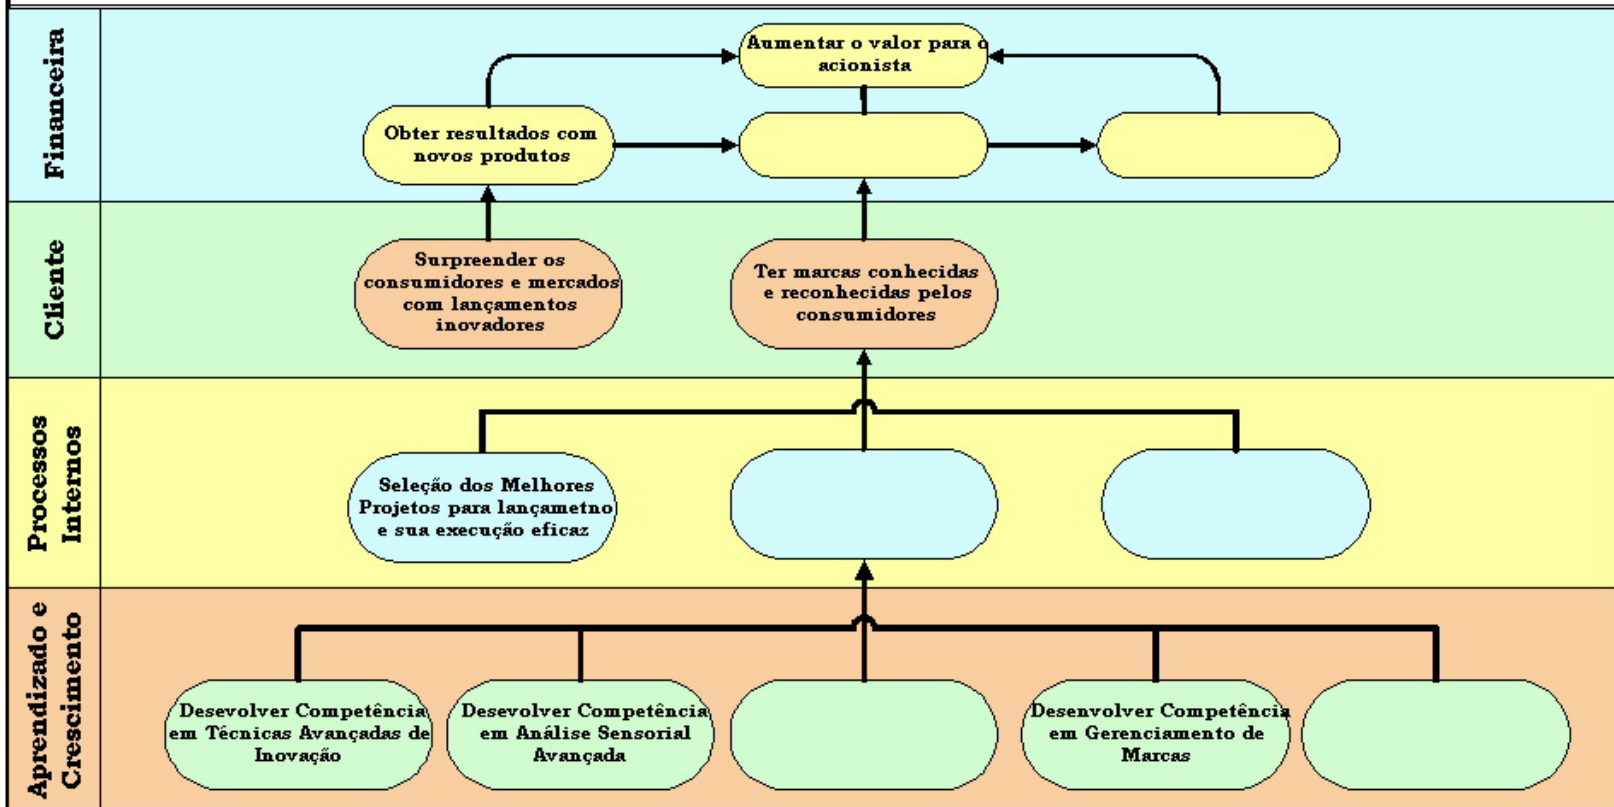 Financeira
Aumentar o valor para o
acionista
Obter resultados com
novos produtos
Cliente
Surpreender os
consumidores e mercados
com lançamentos
inovadores
Ter marcas conhecidas
e reconhecidas pelos
consumidores
Processos
Internos
Seleção dos Melhores
Projetos para lançametno
e sua execução eficaz
Aprendizado e
Crescimento
Desevolver Competência
em Técnicas Avançadas de
Inovação
Desevolver Competência
em Análise Sensorial
Avançada
Desenvolver Competência
em Gerenciamento de
Marcas